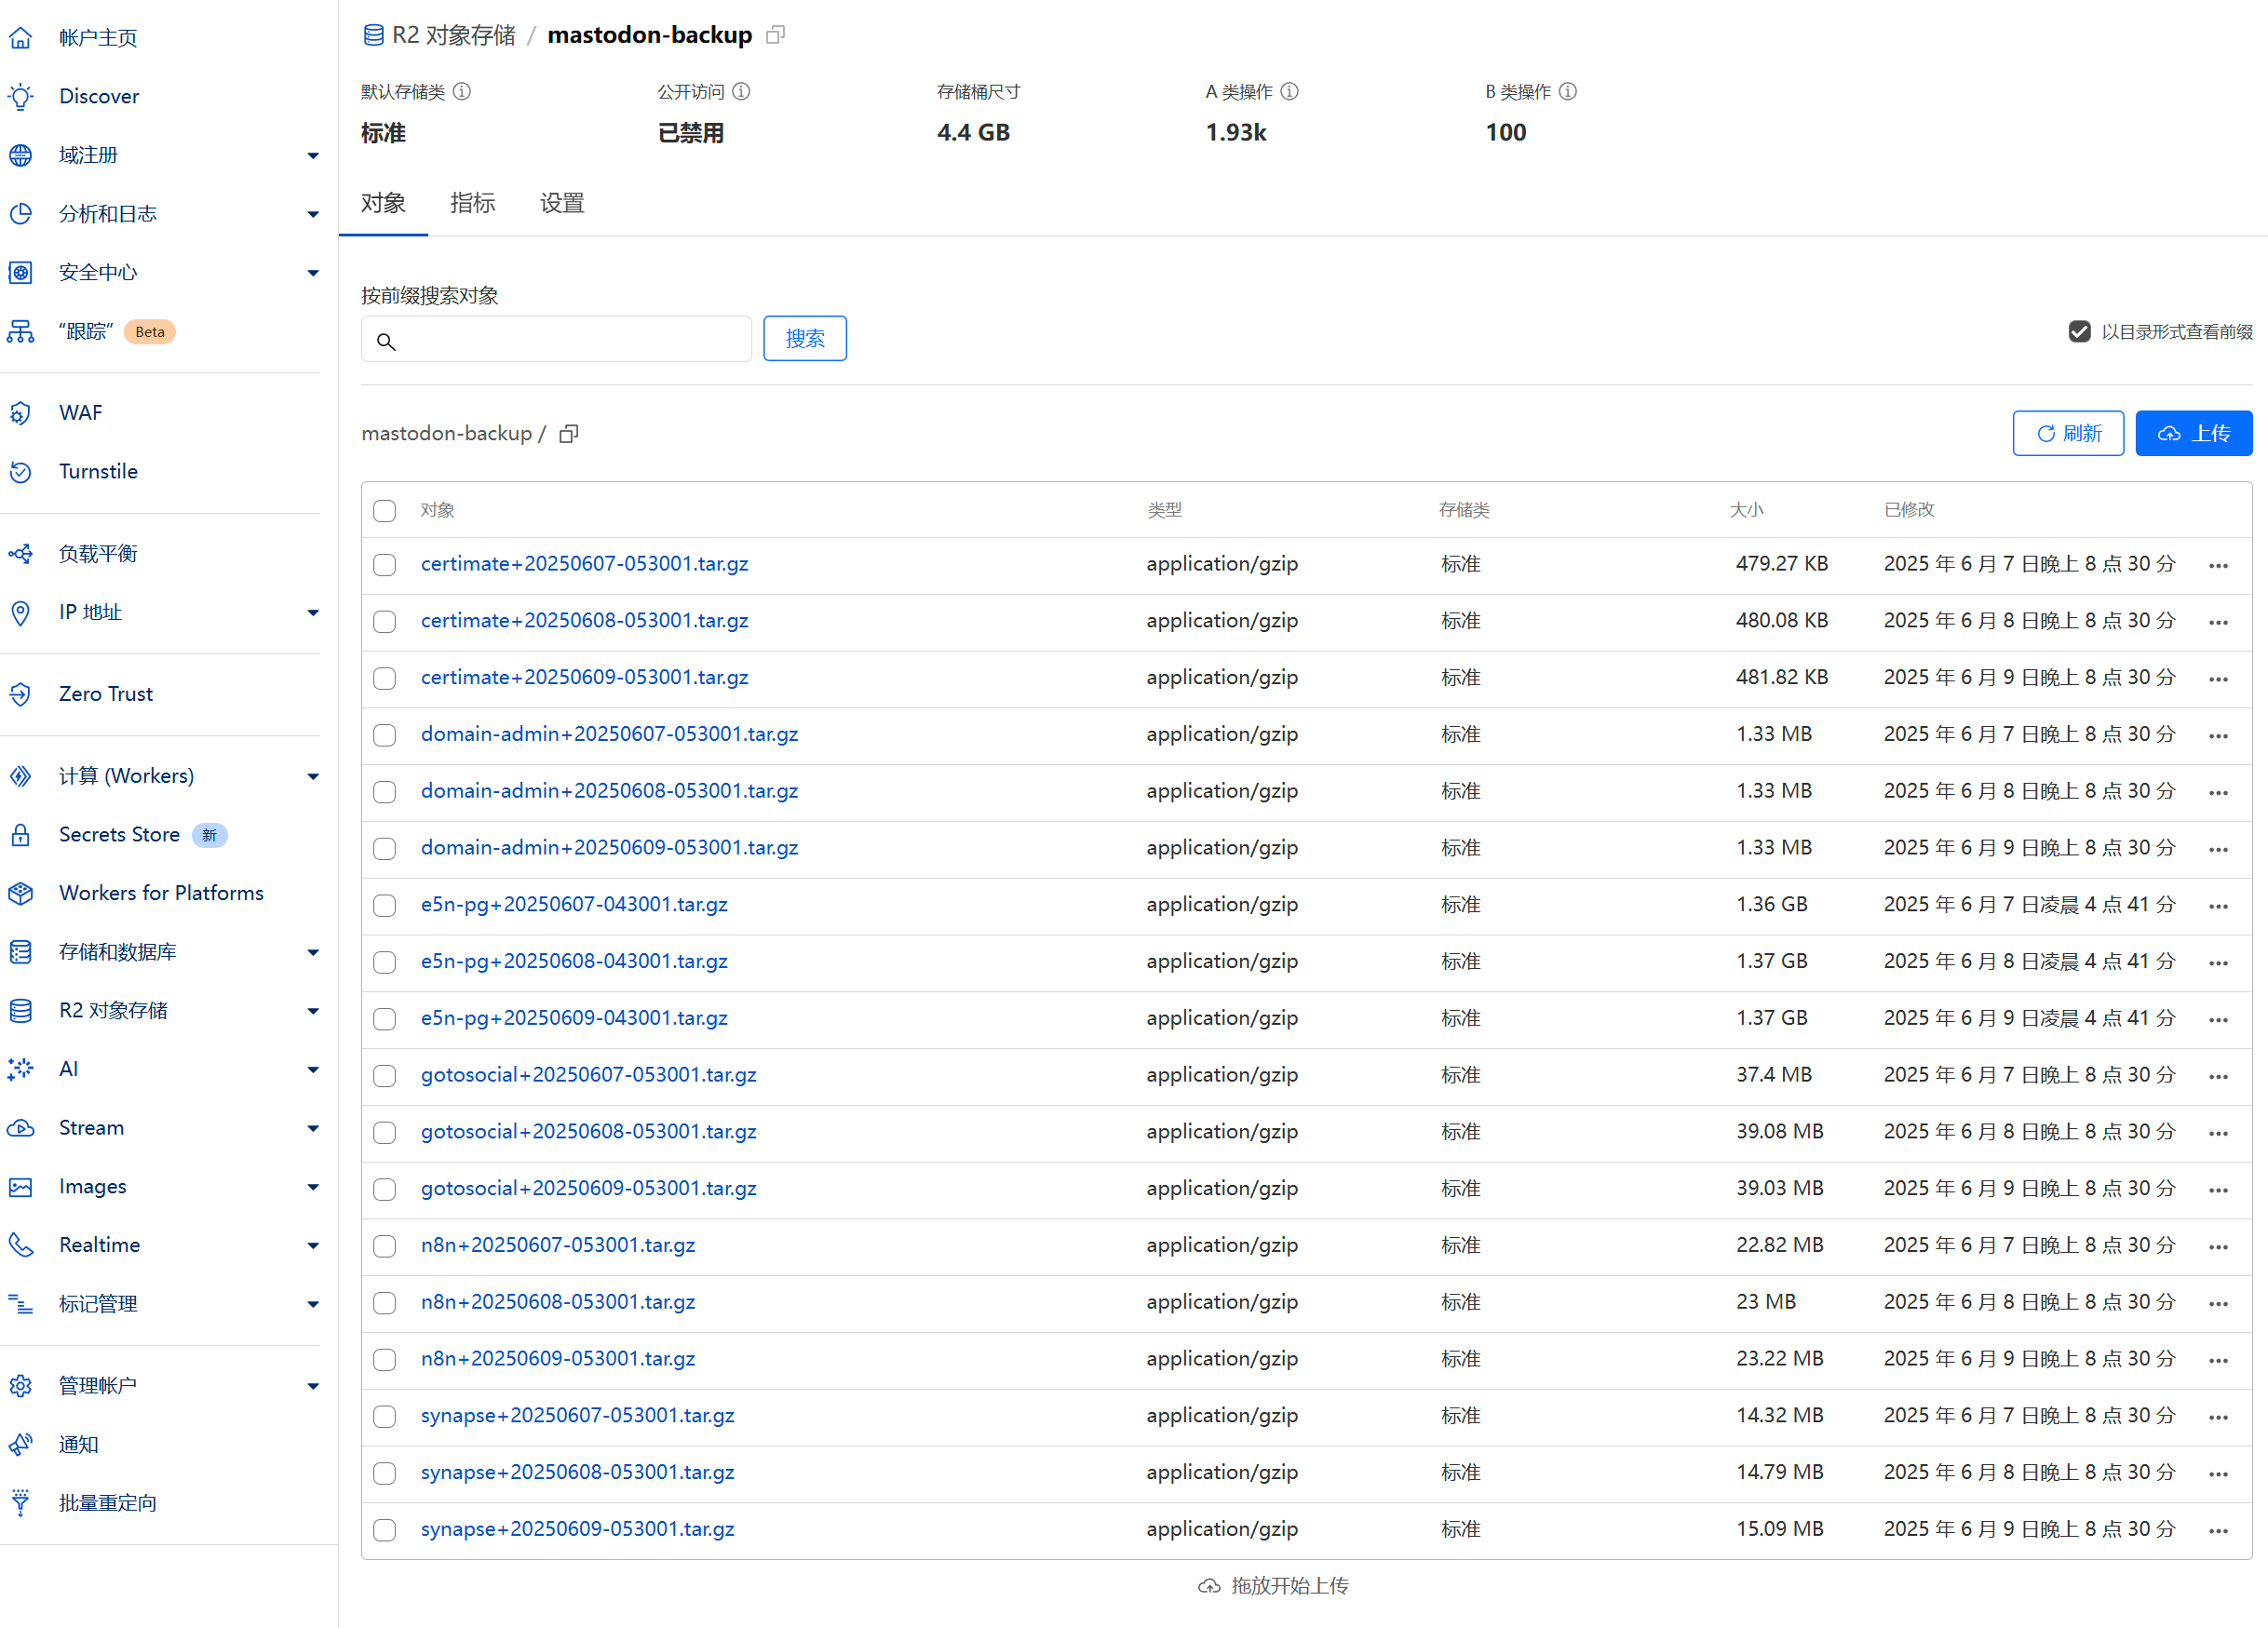 帐户主页
Discover
域注册
分析和日志
安全中心
“跟踪” Beta
WAF
Turnstile
负载平衡
IP 地址
Zero Trust
计算 (Workers)
Secrets Store 新
Workers for Platforms
存储和数据库
R2 对象存储
AI
Stream
Images
Realtime
标记管理
管理帐户
通知
批量重定向
R2 对象存储 / mastodon-backup
默认存储类 公开访问 存储桶尺寸 A 类操作 B 类操作
标准 已禁用 4.4 GB 1.93k 100
对象 指标 设置
按前缀搜索对象
搜索 以目录形式查看前缀
mastodon-backup / 刷新 上传
对象 类型 存储类 大小 已修改
certimate+20250607-053001.tar.gz application/gzip 标准 479.27 KB 2025 年 6 月 7 日晚上 8 点 30 分
certimate+20250608-053001.tar.gz application/gzip 标准 480.08 KB 2025 年 6 月 8 日晚上 8 点 30 分
certimate+20250609-053001.tar.gz application/gzip 标准 481.82 KB 2025 年 6 月 9 日晚上 8 点 30 分
domain-admin+20250607-053001.tar.gz application/gzip 标准 1.33 MB 2025 年 6 月 7 日晚上 8 点 30 分
domain-admin+20250608-053001.tar.gz application/gzip 标准 1.33 MB 2025 年 6 月 8 日晚上 8 点 30 分
domain-admin+20250609-053001.tar.gz application/gzip 标准 1.33 MB 2025 年 6 月 9 日晚上 8 点 30 分
e5n-pg+20250607-043001.tar.gz application/gzip 标准 1.36 GB 2025 年 6 月 7 日凌晨 4 点 41 分
e5n-pg+20250608-043001.tar.gz application/gzip 标准 1.37 GB 2025 年 6 月 8 日凌晨 4 点 41 分
e5n-pg+20250609-043001.tar.gz application/gzip 标准 1.37 GB 2025 年 6 月 9 日凌晨 4 点 41 分
gotosocial+20250607-053001.tar.gz application/gzip 标准 37.4 MB 2025 年 6 月 7 日晚上 8 点 30 分
gotosocial+20250608-053001.tar.gz application/gzip 标准 39.08 MB 2025 年 6 月 8 日晚上 8 点 30 分
gotosocial+20250609-053001.tar.gz application/gzip 标准 39.03 MB 2025 年 6 月 9 日晚上 8 点 30 分
n8n+20250607-053001.tar.gz application/gzip 标准 22.82 MB 2025 年 6 月 7 日晚上 8 点 30 分
n8n+20250608-053001.tar.gz application/gzip 标准 23 MB 2025 年 6 月 8 日晚上 8 点 30 分
n8n+20250609-053001.tar.gz application/gzip 标准 23.22 MB 2025 年 6 月 9 日晚上 8 点 30 分
synapse+20250607-053001.tar.gz application/gzip 标准 14.32 MB 2025 年 6 月 7 日晚上 8 点 30 分
synapse+20250608-053001.tar.gz application/gzip 标准 14.79 MB 2025 年 6 月 8 日晚上 8 点 30 分
synapse+20250609-053001.tar.gz application/gzip 标准 15.09 MB 2025 年 6 月 9 日晚上 8 点 30 分
拖放开始上传